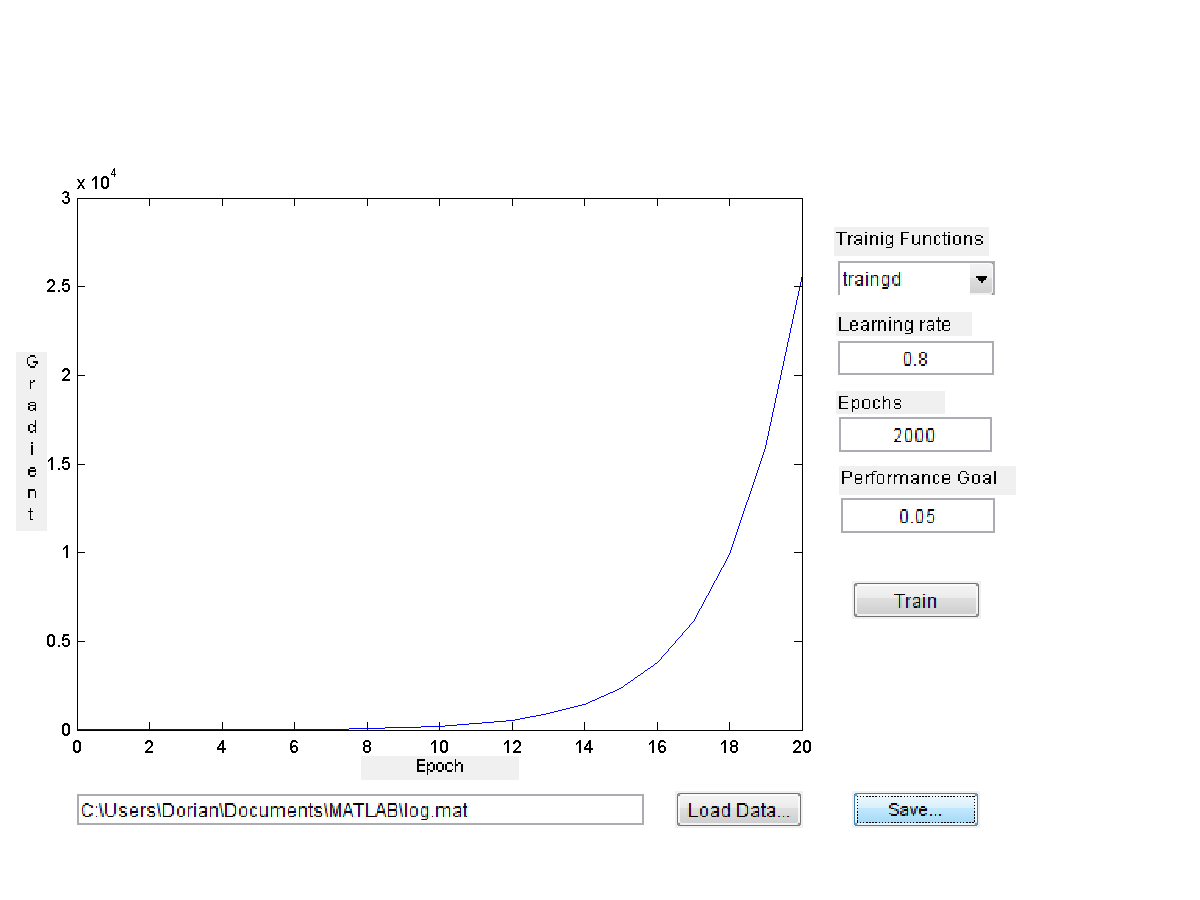 x 10^4
3
2.5
2
1.5
1
0.5
0
0 2 4 6 8 10 12 14 16 18 20
Gradient
Epoch
Trainig Functions
traingd
Learning rate
0.8
Epochs
2000
Performance Goal
0.05
Train
C:\Users\Dorian\Documents\MATLAB\log.mat
Load Data...
Save...